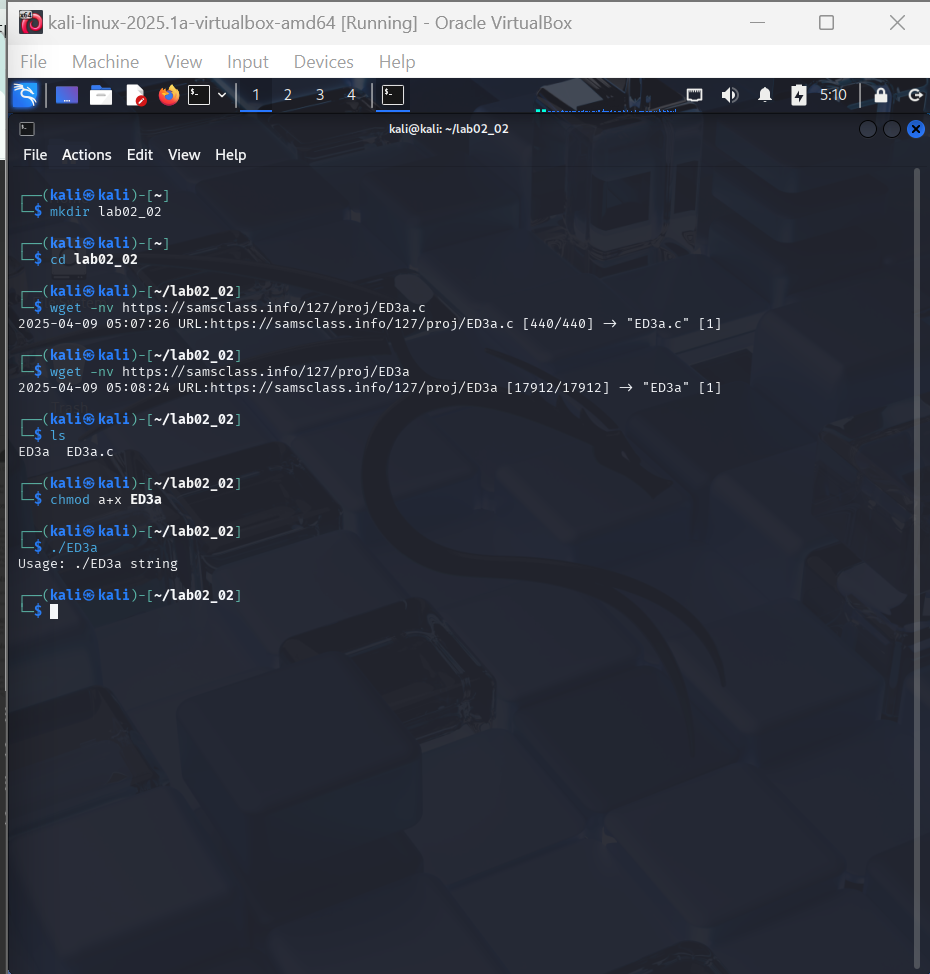 kali-linux-2025.1a-virtualbox-amd64 [Running] - Oracle VirtualBox
File Machine View Input Devices Help
1 2 3 4 5:10
kali@kali: ~/lab02_02
File Actions Edit View Help
┌──(kali㉿kali)-[~]
└─$ mkdir lab02_02
┌──(kali㉿kali)-[~]
└─$ cd lab02_02
┌──(kali㉿kali)-[~/lab02_02]
└─$ wget -nv https://samsclass.info/127/proj/ED3a.c
2025-04-09 05:07:26 URL:https://samsclass.info/127/proj/ED3a.c [440/440] -> "ED3a.c" [1]
┌──(kali㉿kali)-[~/lab02_02]
└─$ wget -nv https://samsclass.info/127/proj/ED3a
2025-04-09 05:08:24 URL:https://samsclass.info/127/proj/ED3a [17912/17912] -> "ED3a" [1]
┌──(kali㉿kali)-[~/lab02_02]
└─$ ls
ED3a ED3a.c
┌──(kali㉿kali)-[~/lab02_02]
└─$ chmod a+x ED3a
┌──(kali㉿kali)-[~/lab02_02]
└─$ ./ED3a
Usage: ./ED3a string
┌──(kali㉿kali)-[~/lab02_02]
└─$